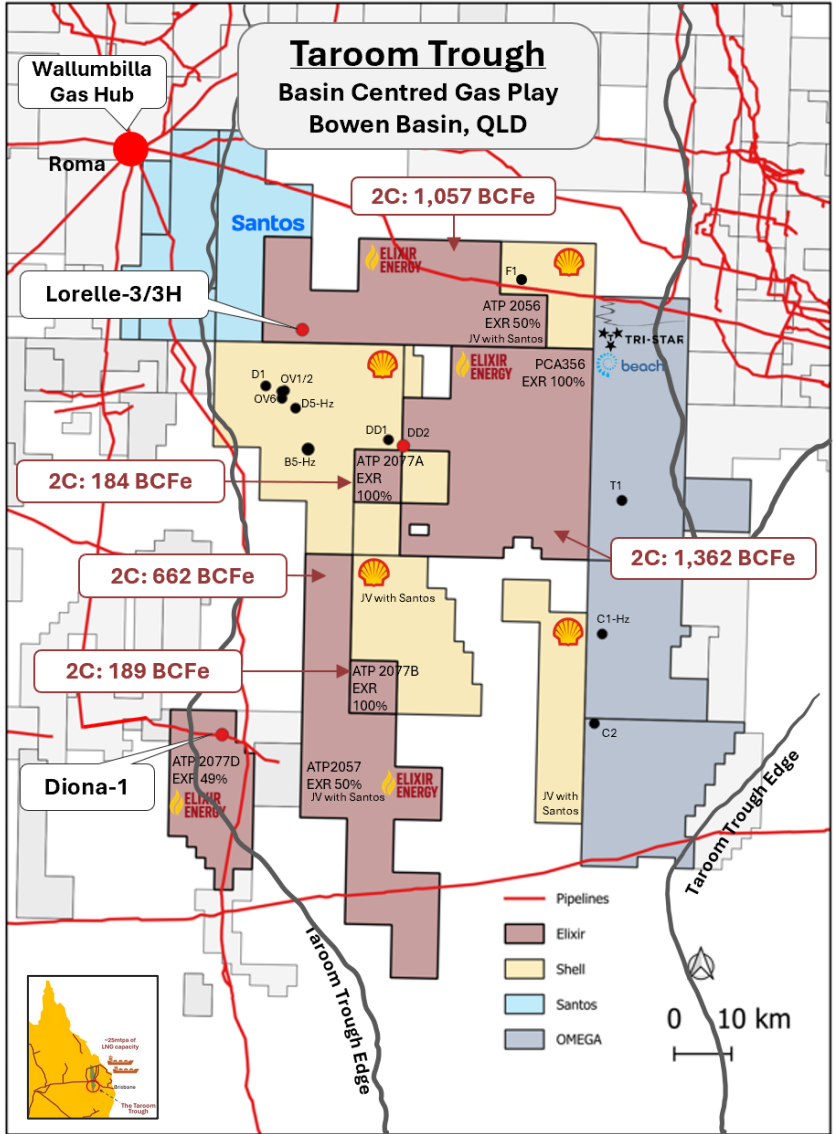 Taroom Trough
Basin Centred Gas Play
Bowen Basin, QLD
Wallumbilla
Gas Hub
Roma
2C: 1,057 BCFe
Santos
ELIXIR
ENERGY
F1
Lorelle-3/3H
ATP 2056
EXR 50%
JV with Santos
TRI-STAR
beach
ELIXIR
ENERGY
PCA356
EXR 100%
D1
OV1/2
OV6
D5-Hz
DD1
DD2
B5-Hz
ATP 2077A
EXR
100%
2C: 184 BCFe
T1
2C: 1,362 BCFe
2C: 662 BCFe
JV with Santos
C1-Hz
2C: 189 BCFe
ATP 2077B
EXR
100%
C2
ATP 2077D
EXR 49%
ELIXIR
ENERGY
Diona-1
ATP2057
EXR 50%
JV with Santos
ELIXIR
ENERGY
JV with
Santos
Taroom Trough Edge
Taroom Trough Edge
Pipelines
Elixir
Shell
Santos
OMEGA
0 10 km
~25mtpa of
LNG capacity
Brisbane
The Taroom
Trough